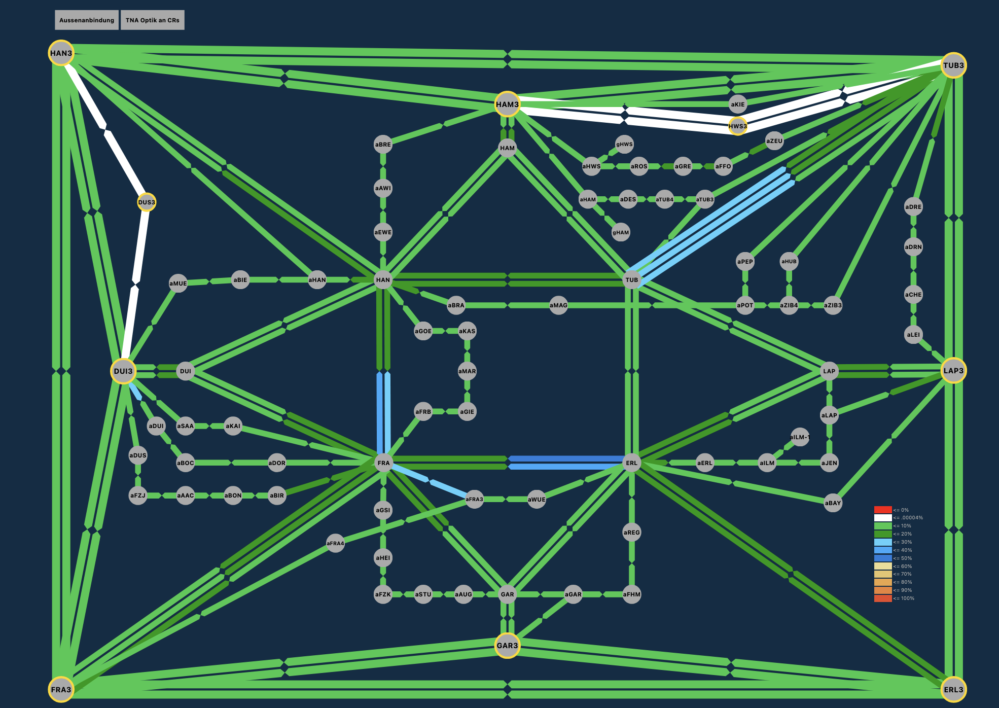 Aussenanbindung
TNA Optik an CRs
HAN3
TUB3
HAM3
aKIE
HWS3
aBRE
HAM
gHWS
aZEU
aHWS
aROS
aGRE
aFFO
aAWI
DUS3
aHAM
aDES
aTUB4
aTUB3
aDRE
aEWE
gHAM
aDRN
aPEP
aHUB
aMUE
aBIE
aHAN
HAN
TUB
aCHE
aBRA
aMAG
aPOT
aZIB4
aZIB3
aGOE
aKAS
aLEI
DUI3
DUI
aMAR
LAP
LAP3
aFRB
aGIE
aLAP
aDUI
aSAA
aKAI
aILM-1
aDUS
aBOC
aDOR
FRA
ERL
aERL
aILM
aJEN
aFZJ
aAAC
aBON
aBIR
aFRA3
aWUE
aBAY
aGSI
<= 0%
<= .00004%
<= 10%
<= 20%
<= 30%
<= 40%
<= 50%
<= 60%
<= 70%
<= 80%
<= 90%
<= 100%
aREG
aFRA4
aHEI
aFZK
aSTU
aAUG
GAR
aGAR
aFHM
GAR3
FRA3
ERL3